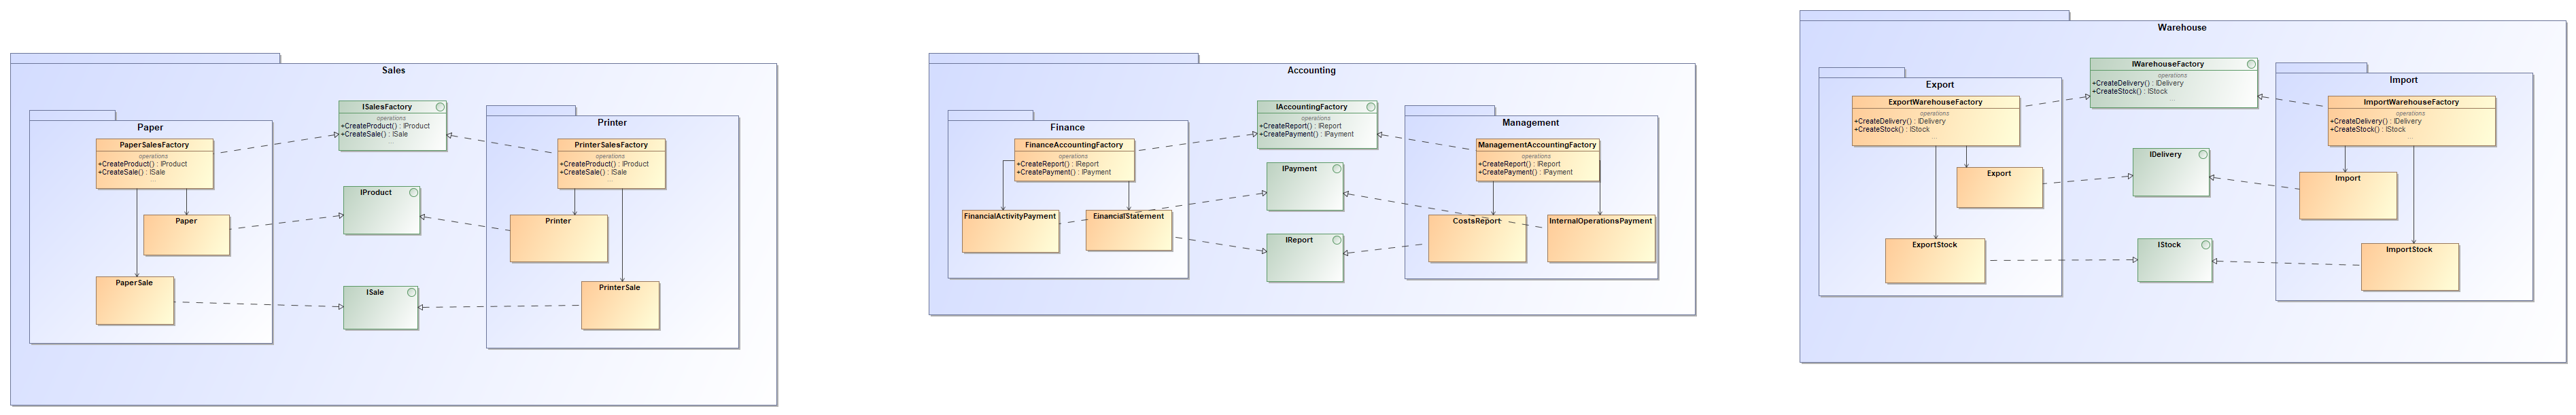 Sales
ISalesFactory
operations
+CreateProduct() : IProduct
+CreateSale() : ISale
...
Paper
PaperSalesFactory
operations
+CreateProduct() : IProduct
+CreateSale() : ISale
...
Printer
PrinterSalesFactory
operations
+CreateProduct() : IProduct
+CreateSale() : ISale
...
IProduct
Paper
Printer
PaperSale
ISale
PrinterSale
Accounting
IAccountingFactory
operations
+CreateReport() : IReport
+CreatePayment() : IPayment
...
Finance
FinanceAccountingFactory
operations
+CreateReport() : IReport
+CreatePayment() : IPayment
Management
ManagementAccountingFactory
operations
+CreateReport() : IReport
+CreatePayment() : IPayment
IPayment
FinancialActivityPayment
FinancialStatement
CostsReport
InternalOperationsPayment
IReport
Warehouse
IWarehouseFactory
operations
+CreateDelivery() : IDelivery
+CreateStock() : IStock
...
Export
ExportWarehouseFactory
operations
+CreateDelivery() : IDelivery
+CreateStock() : IStock
...
Import
ImportWarehouseFactory
operations
+CreateDelivery() : IDelivery
+CreateStock() : IStock
...
IDelivery
Export
Import
ExportStock
IStock
ImportStock